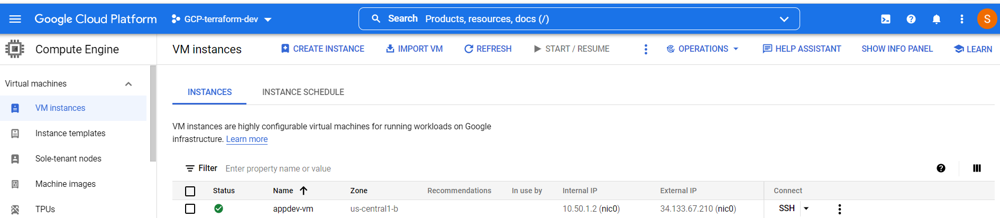 Google Cloud Platform GCP-terraform-dev Search Products, resources, docs (/) S
Compute Engine VM instances CREATE INSTANCE IMPORT VM REFRESH START / RESUME OPERATIONS HELP ASSISTANT SHOW INFO PANEL LEARN
Virtual machines
INSTANCES INSTANCE SCHEDULE
VM instances
Instance templates
Sole-tenant nodes
Machine images
TPUs
VM instances are highly configurable virtual machines for running workloads on Google
infrastructure. Learn more
Filter Enter property name or value
Status Name Zone Recommendations In use by Internal IP External IP Connect
appdev-vm us-central1-b 10.50.1.2 (nic0) 34.133.67.210 (nic0) SSH